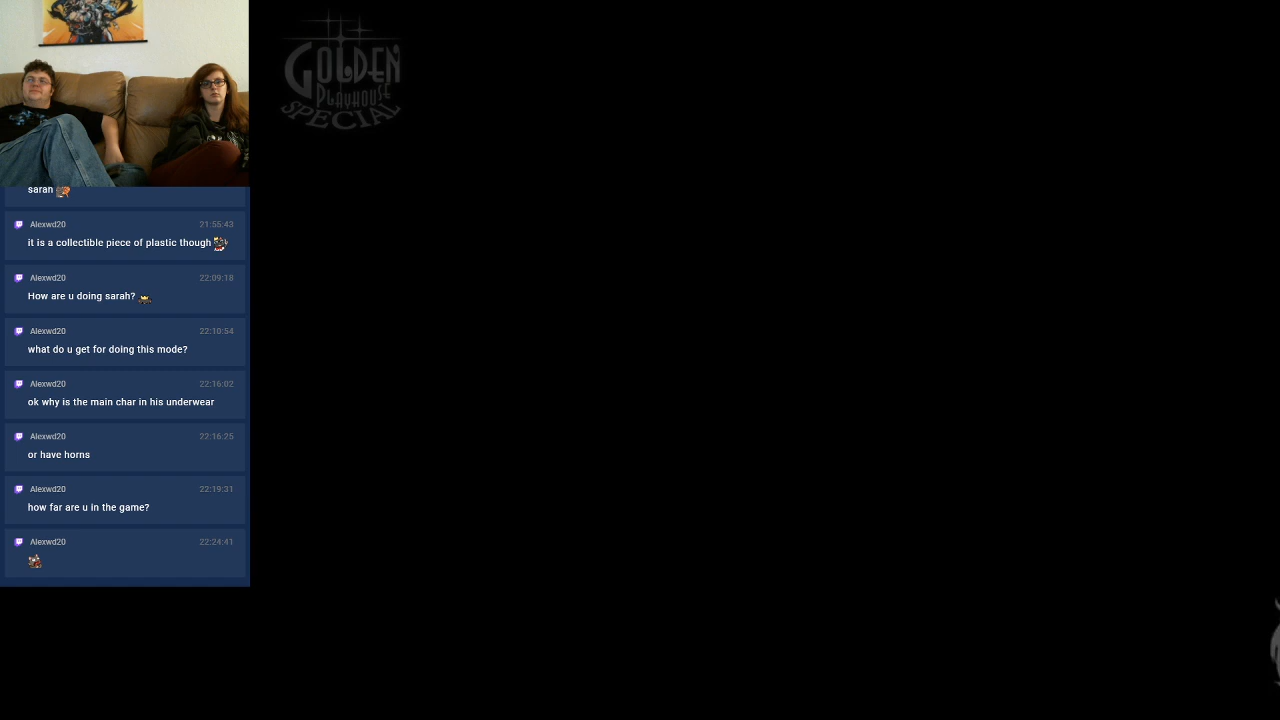 GOLDEN
PLAYHOUSE
SPECIAL
sarah
Alexwd20 21:55:43
it is a collectible piece of plastic though
Alexwd20 22:09:18
How are u doing sarah?
Alexwd20 22:10:54
what do u get for doing this mode?
Alexwd20 22:16:02
ok why is the main char in his underwear
Alexwd20 22:16:25
or have horns
Alexwd20 22:19:31
how far are u in the game?
Alexwd20 22:24:41